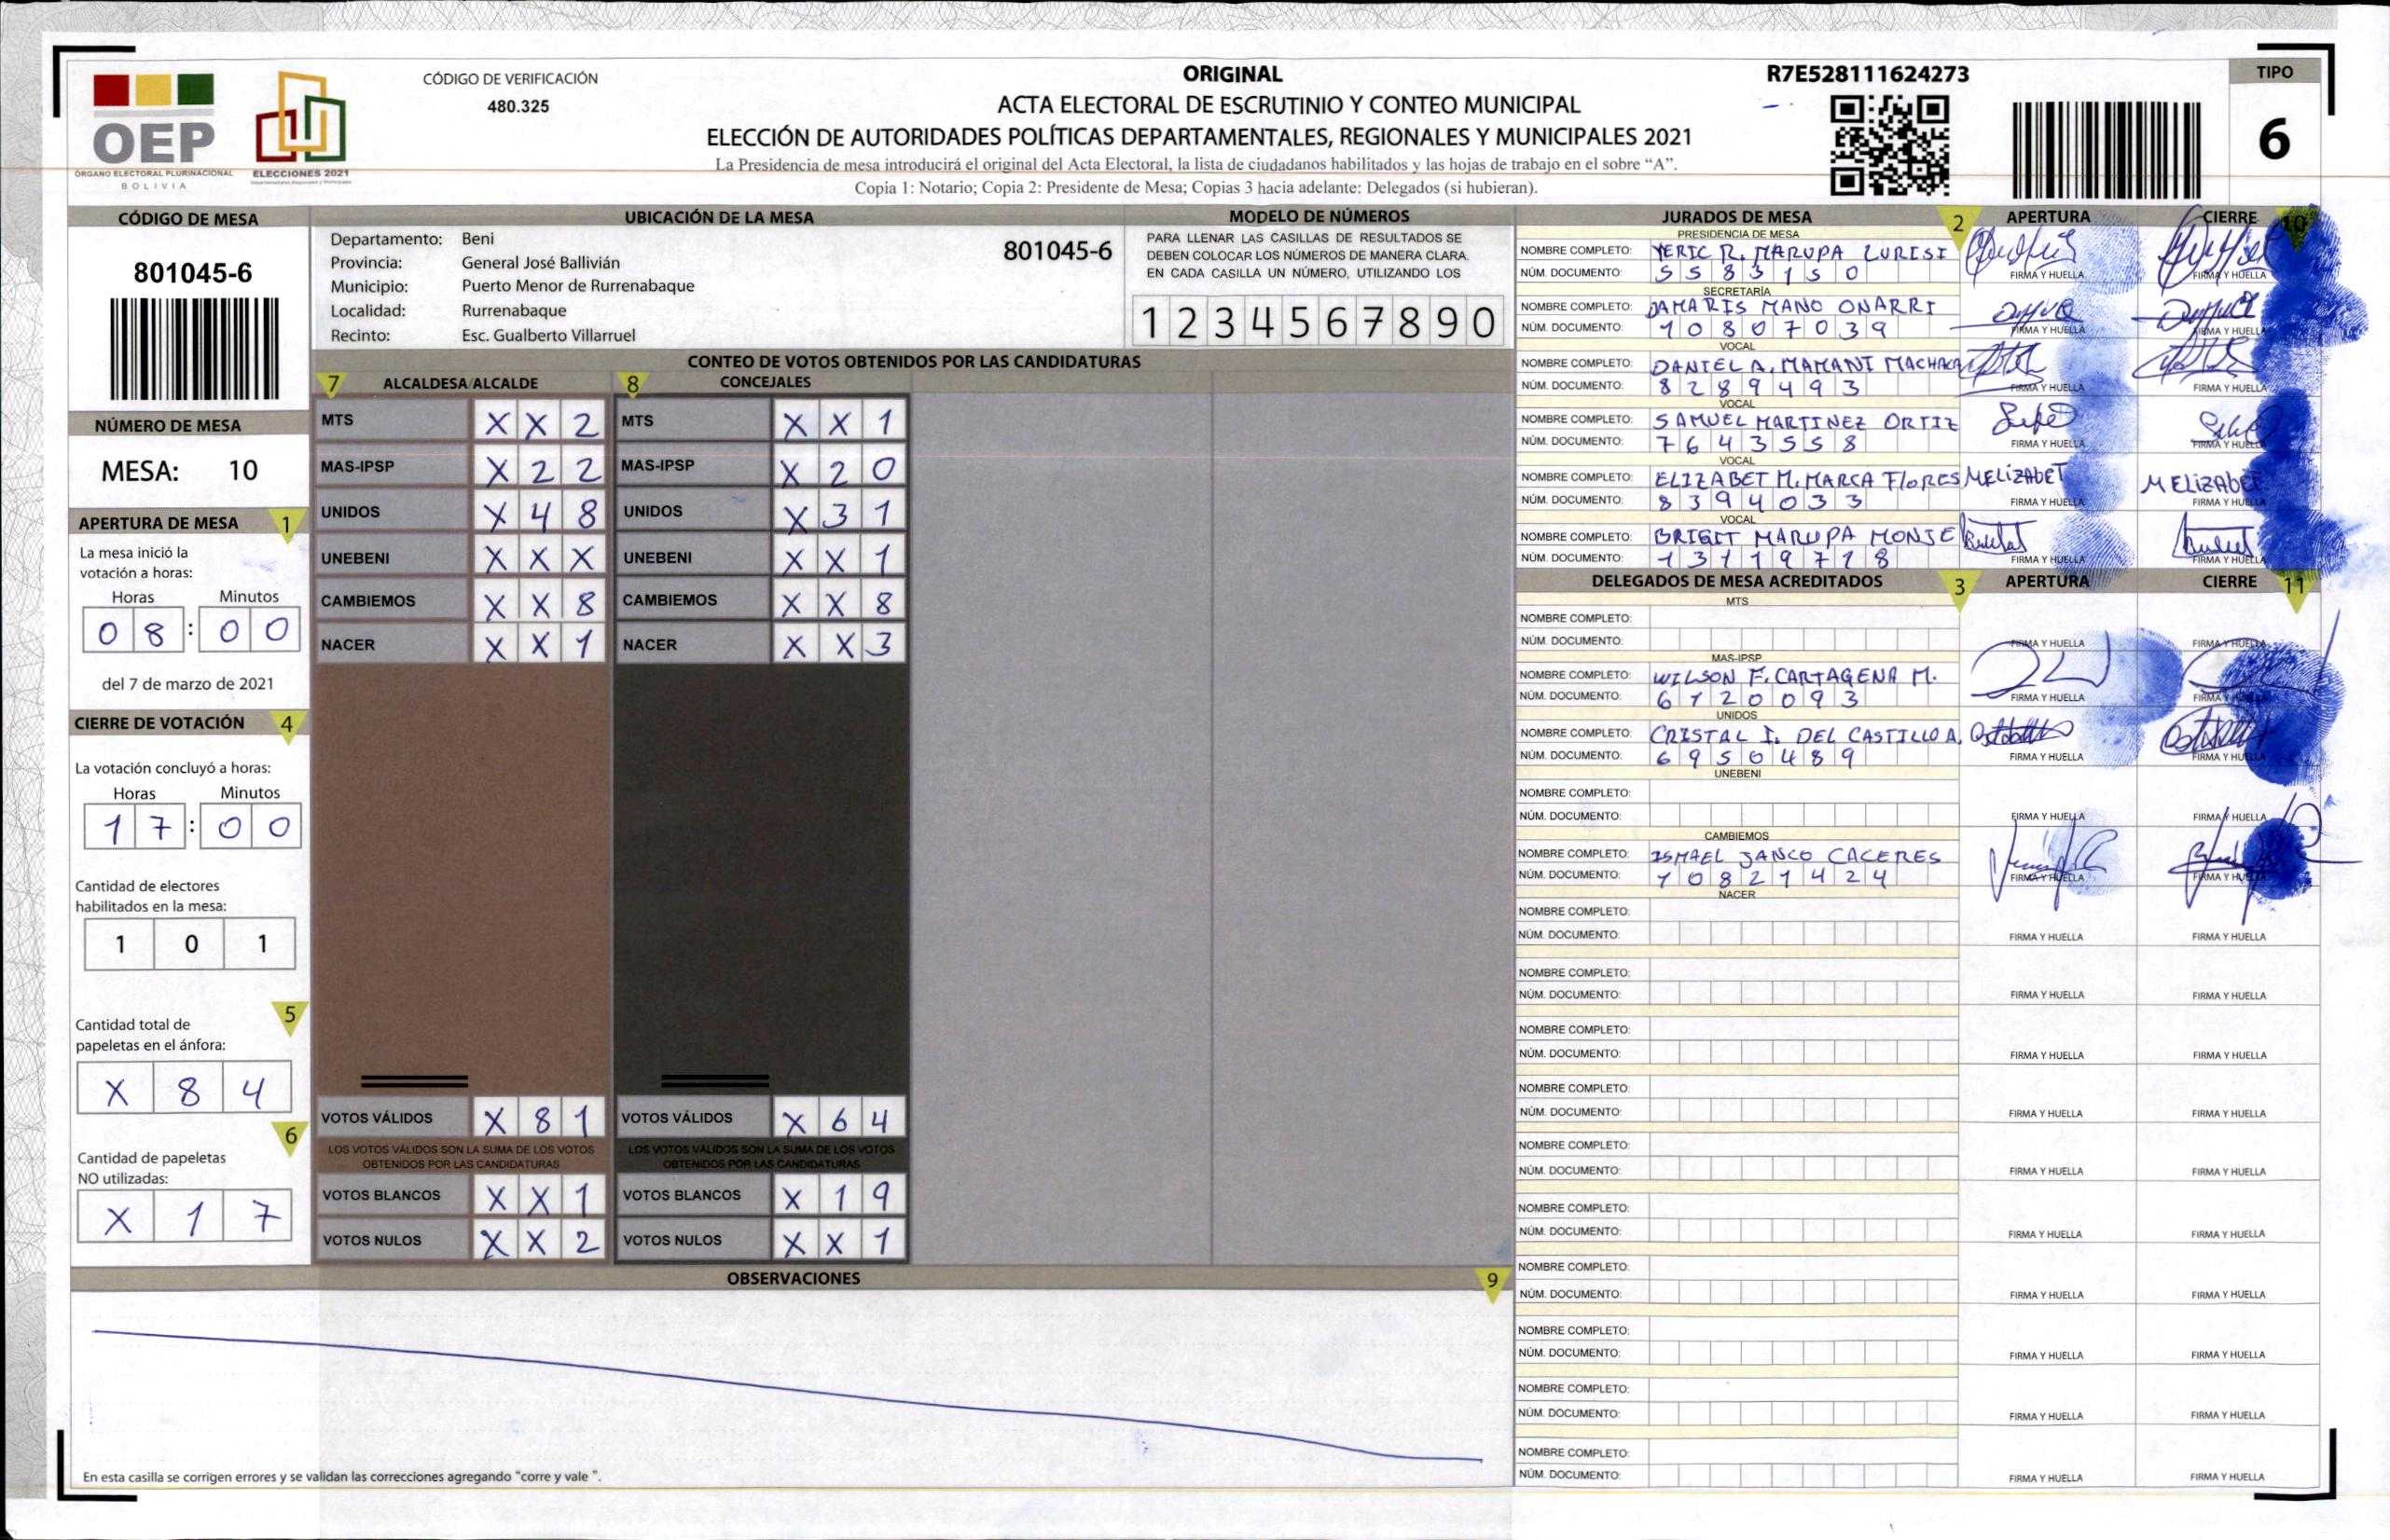 OEP
ÓRGANO ELECTORAL PLURINACIONAL
BOLIVIA
ELECCIONES 2021
CÓDIGO DE VERIFICACIÓN
480.325
ORIGINAL
ACTA ELECTORAL DE ESCRUTINIO Y CONTEO MUNICIPAL
ELECCIÓN DE AUTORIDADES POLÍTICAS DEPARTAMENTALES, REGIONALES Y MUNICIPALES 2021
La Presidencia de mesa introducirá el original del Acta Electoral, la lista de ciudadanos habilitados y las hojas de trabajo en el sobre “A”.
Copia 1: Notario; Copia 2: Presidente de Mesa; Copias 3 hacia adelante: Delegados (si hubieran).
R7E528111624273
TIPO
6
CÓDIGO DE MESA
801045-6
NÚMERO DE MESA
MESA: 10
APERTURA DE MESA 1
La mesa inició la
votación a horas:
Horas Minutos
0 8 : 0 0
del 7 de marzo de 2021
CIERRE DE VOTACIÓN 4
La votación concluyó a horas:
Horas Minutos
1 7 : 0 0
Cantidad de electores
habilitados en la mesa:
1 0 1
5
Cantidad total de
papeletas en el ánfora:
X 8 4
6
Cantidad de papeletas
NO utilizadas:
X 1 7
UBICACIÓN DE LA MESA
Departamento: Beni
801045-6
Provincia: General José Ballivián
Municipio: Puerto Menor de Rurrenabaque
Localidad: Rurrenabaque
Recinto: Esc. Gualberto Villarruel
MODELO DE NÚMEROS
PARA LLENAR LAS CASILLAS DE RESULTADOS SE
DEBEN COLOCAR LOS NÚMEROS DE MANERA CLARA.
EN CADA CASILLA UN NÚMERO, UTILIZANDO LOS
1 2 3 4 5 6 7 8 9 0
CONTEO DE VOTOS OBTENIDOS POR LAS CANDIDATURAS
7 ALCALDESA/ALCALDE
MTS X X 2
MAS-IPSP X 2 2
UNIDOS X 4 8
UNEBENI X X X
CAMBIEMOS X X 8
NACER X X 1
VOTOS VÁLIDOS X 8 1
LOS VOTOS VÁLIDOS SON LA SUMA DE LOS VOTOS
OBTENIDOS POR LAS CANDIDATURAS
VOTOS BLANCOS X X 1
VOTOS NULOS X X 2
8 CONCEJALES
MTS X X 1
MAS-IPSP X 2 0
UNIDOS X 3 1
UNEBENI X X 1
CAMBIEMOS X X 8
NACER X X 3
VOTOS VÁLIDOS X 6 4
LOS VOTOS VÁLIDOS SON LA SUMA DE LOS VOTOS
OBTENIDOS POR LAS CANDIDATURAS
VOTOS BLANCOS X 1 9
VOTOS NULOS X X 1
OBSERVACIONES 9
En esta casilla se corrigen errores y se validan las correcciones agregando "corre y vale ".
JURADOS DE MESA 2 APERTURA CIERRE 10
PRESIDENCIA DE MESA
NOMBRE COMPLETO: YERIC R. MARUPA LURISI
NÚM. DOCUMENTO: 5583150 FIRMA Y HUELLA FIRMA Y HUELLA
SECRETARÍA
NOMBRE COMPLETO: DAMARIS MANO ONARRI
NÚM. DOCUMENTO: 10807039 FIRMA Y HUELLA FIRMA Y HUELLA
VOCAL
NOMBRE COMPLETO: DANIEL A. MAMANI MACHACA
NÚM. DOCUMENTO: 8289493 FIRMA Y HUELLA FIRMA Y HUELLA
VOCAL
NOMBRE COMPLETO: SAMUEL MARTINEZ ORTIZ
NÚM. DOCUMENTO: 7643558 FIRMA Y HUELLA FIRMA Y HUELLA
VOCAL
NOMBRE COMPLETO: ELIZABET M. MARCA FLORES MELIZABET MELIZABET
NÚM. DOCUMENTO: 8394033 FIRMA Y HUELLA FIRMA Y HUELLA
VOCAL
NOMBRE COMPLETO: BRIGIT MARUPA MONJE
NÚM. DOCUMENTO: 13119718 FIRMA Y HUELLA FIRMA Y HUELLA
DELEGADOS DE MESA ACREDITADOS 3 APERTURA CIERRE 11
MTS
NOMBRE COMPLETO:
NÚM. DOCUMENTO: FIRMA Y HUELLA FIRMA Y HUELLA
MAS-IPSP
NOMBRE COMPLETO: WILSON F. CARTAGENA M.
NÚM. DOCUMENTO: 6120093 FIRMA Y HUELLA FIRMA Y HUELLA
UNIDOS
NOMBRE COMPLETO: CRISTAL I. DEL CASTILLO A.
NÚM. DOCUMENTO: 6950489 FIRMA Y HUELLA FIRMA Y HUELLA
UNEBENI
NOMBRE COMPLETO:
NÚM. DOCUMENTO: FIRMA Y HUELLA FIRMA Y HUELLA
CAMBIEMOS
NOMBRE COMPLETO: ISMAEL JANCO CACERES
NÚM. DOCUMENTO: 10821424 FIRMA Y HUELLA FIRMA Y HUELLA
NACER
NOMBRE COMPLETO:
NÚM. DOCUMENTO: FIRMA Y HUELLA FIRMA Y HUELLA
NOMBRE COMPLETO:
NÚM. DOCUMENTO: FIRMA Y HUELLA FIRMA Y HUELLA
NOMBRE COMPLETO:
NÚM. DOCUMENTO: FIRMA Y HUELLA FIRMA Y HUELLA
NOMBRE COMPLETO:
NÚM. DOCUMENTO: FIRMA Y HUELLA FIRMA Y HUELLA
NOMBRE COMPLETO:
NÚM. DOCUMENTO: FIRMA Y HUELLA FIRMA Y HUELLA
NOMBRE COMPLETO:
NÚM. DOCUMENTO: FIRMA Y HUELLA FIRMA Y HUELLA
NOMBRE COMPLETO:
NÚM. DOCUMENTO: FIRMA Y HUELLA FIRMA Y HUELLA
NOMBRE COMPLETO:
NÚM. DOCUMENTO: FIRMA Y HUELLA FIRMA Y HUELLA
NOMBRE COMPLETO:
NÚM. DOCUMENTO: FIRMA Y HUELLA FIRMA Y HUELLA
NOMBRE COMPLETO:
NÚM. DOCUMENTO: FIRMA Y HUELLA FIRMA Y HUELLA